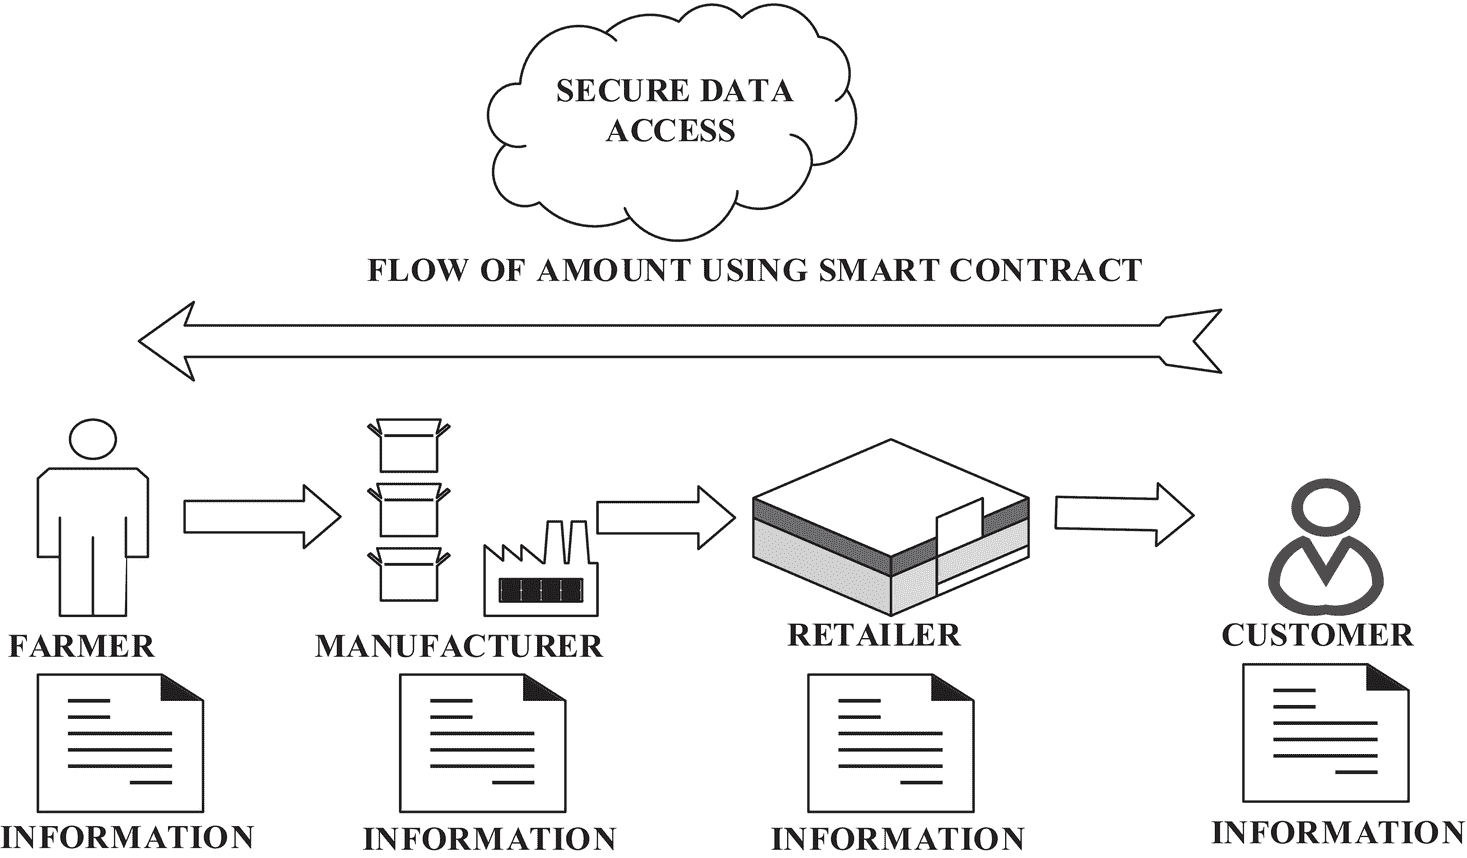 SECURE DATA
ACCESS
FLOW OF AMOUNT USING SMART CONTRACT
FARMER
MANUFACTURER
RETAILER
CUSTOMER
INFORMATION
INFORMATION
INFORMATION
INFORMATION